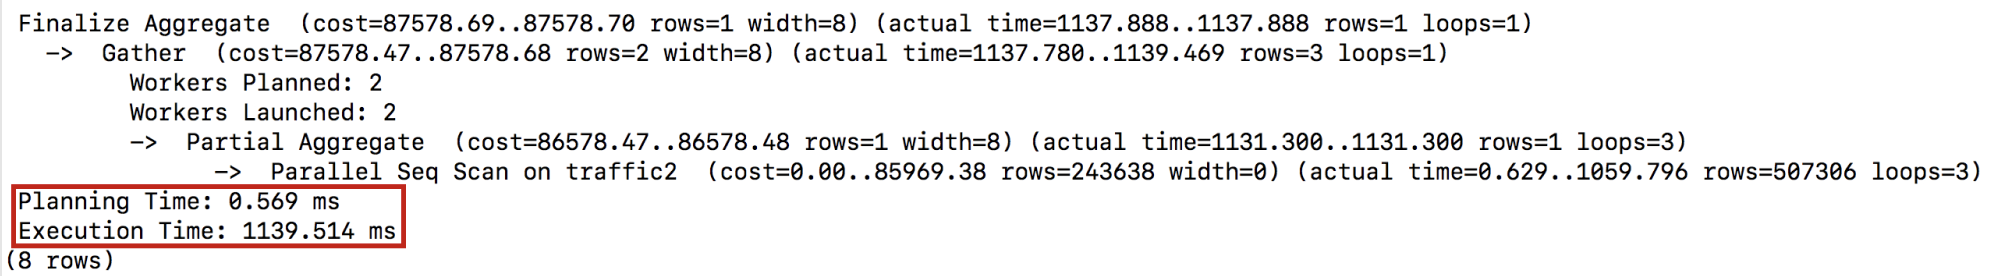 Finalize Aggregate  (cost=87578.69..87578.70 rows=1 width=8) (actual time=1137.888..1137.888 rows=1 loops=1)
  ->  Gather  (cost=87578.47..87578.68 rows=2 width=8) (actual time=1137.780..1139.469 rows=3 loops=1)
        Workers Planned: 2
        Workers Launched: 2
        ->  Partial Aggregate  (cost=86578.47..86578.48 rows=1 width=8) (actual time=1131.300..1131.300 rows=1 loops=3)
              ->  Parallel Seq Scan on traffic2  (cost=0.00..85969.38 rows=243638 width=0) (actual time=0.629..1059.796 rows=507306 loops=3)
Planning Time: 0.569 ms
Execution Time: 1139.514 ms
(8 rows)